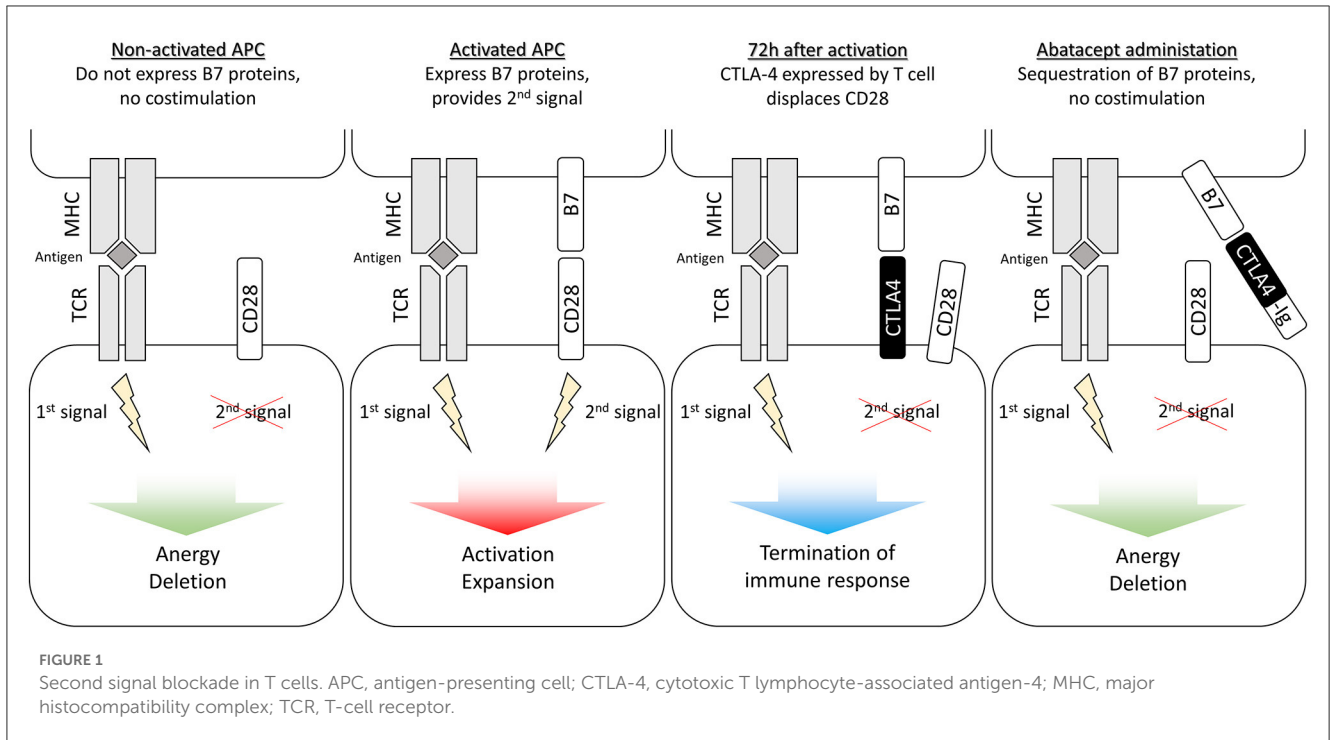 Non-activated APC
Do not express B7 proteins,
no costimulation
MHC
Antigen
TCR
CD28
1st signal
2nd signal
Anergy
Deletion
Activated APC
Express B7 proteins,
provides 2nd signal
MHC
B7
Antigen
TCR
CD28
1st signal
2nd signal
Activation
Expansion
72h after activation
CTLA-4 expressed by T cell
displaces CD28
MHC
B7
Antigen
TCR
CTLA4
CD28
1st signal
2nd signal
Termination of
immune response
Abatacept administation
Sequestration of B7 proteins,
no costimulation
MHC
B7
Antigen
TCR
CD28
CTLA4-Ig
1st signal
2nd signal
Anergy
Deletion
FIGURE 1
Second signal blockade in T cells. APC, antigen-presenting cell; CTLA-4, cytotoxic T lymphocyte-associated antigen-4; MHC, major
histocompatibility complex; TCR, T-cell receptor.